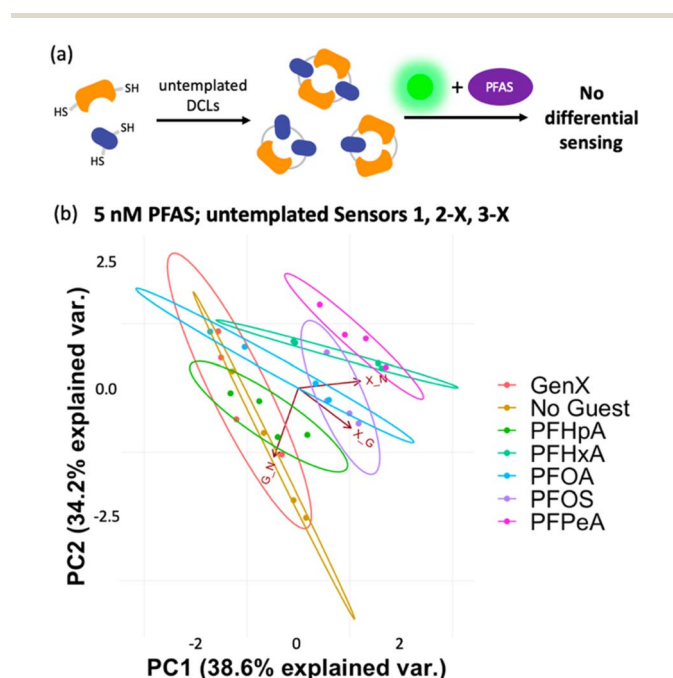 (a)
HS
SH
HS
SH
untemplated
DCLs
+
PFAS
No
differential
sensing
(b) 5 nM PFAS; untemplated Sensors 1, 2-X, 3-X
PC2 (34.2% explained var.)
2.5
0.0
-2.5
X_N
X_G
G_N
GenX
No Guest
PFHpA
PFHxA
PFOA
PFOS
PFPeA
-2 0 2
PC1 (38.6% explained var.)